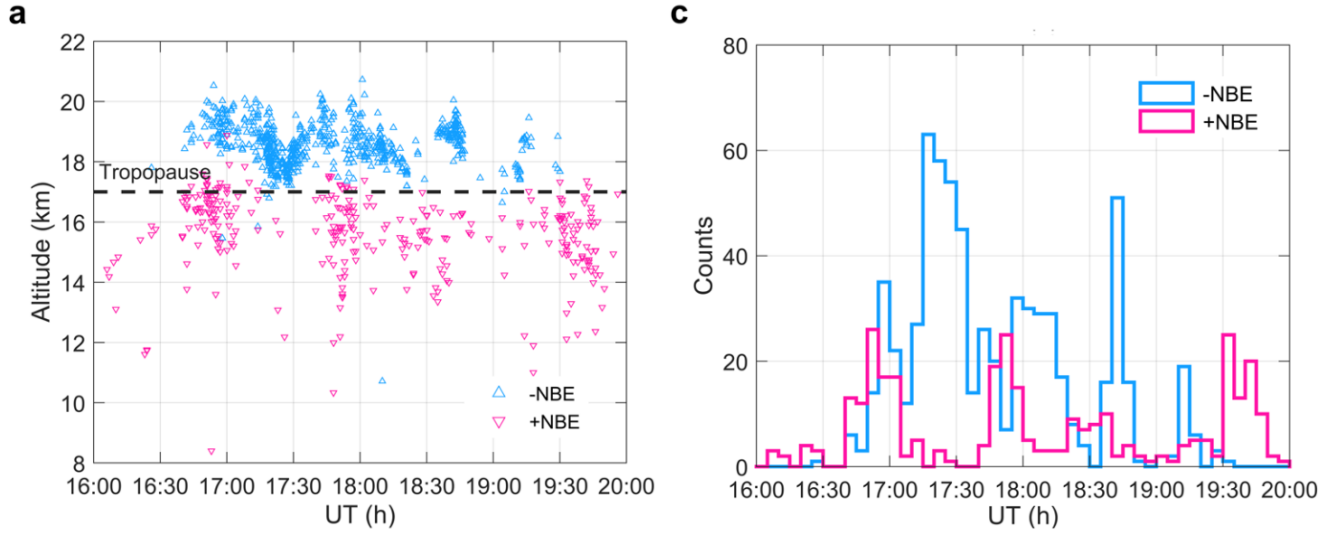 a
22
20
18
16
14
12
10
8
Altitude (km)
Tropopause
-NBE
+NBE
16:00 16:30 17:00 17:30 18:00 18:30 19:00 19:30 20:00
UT (h)
c
80
60
40
20
0
Counts
-NBE
+NBE
16:00 16:30 17:00 17:30 18:00 18:30 19:00 19:30 20:00
UT (h)